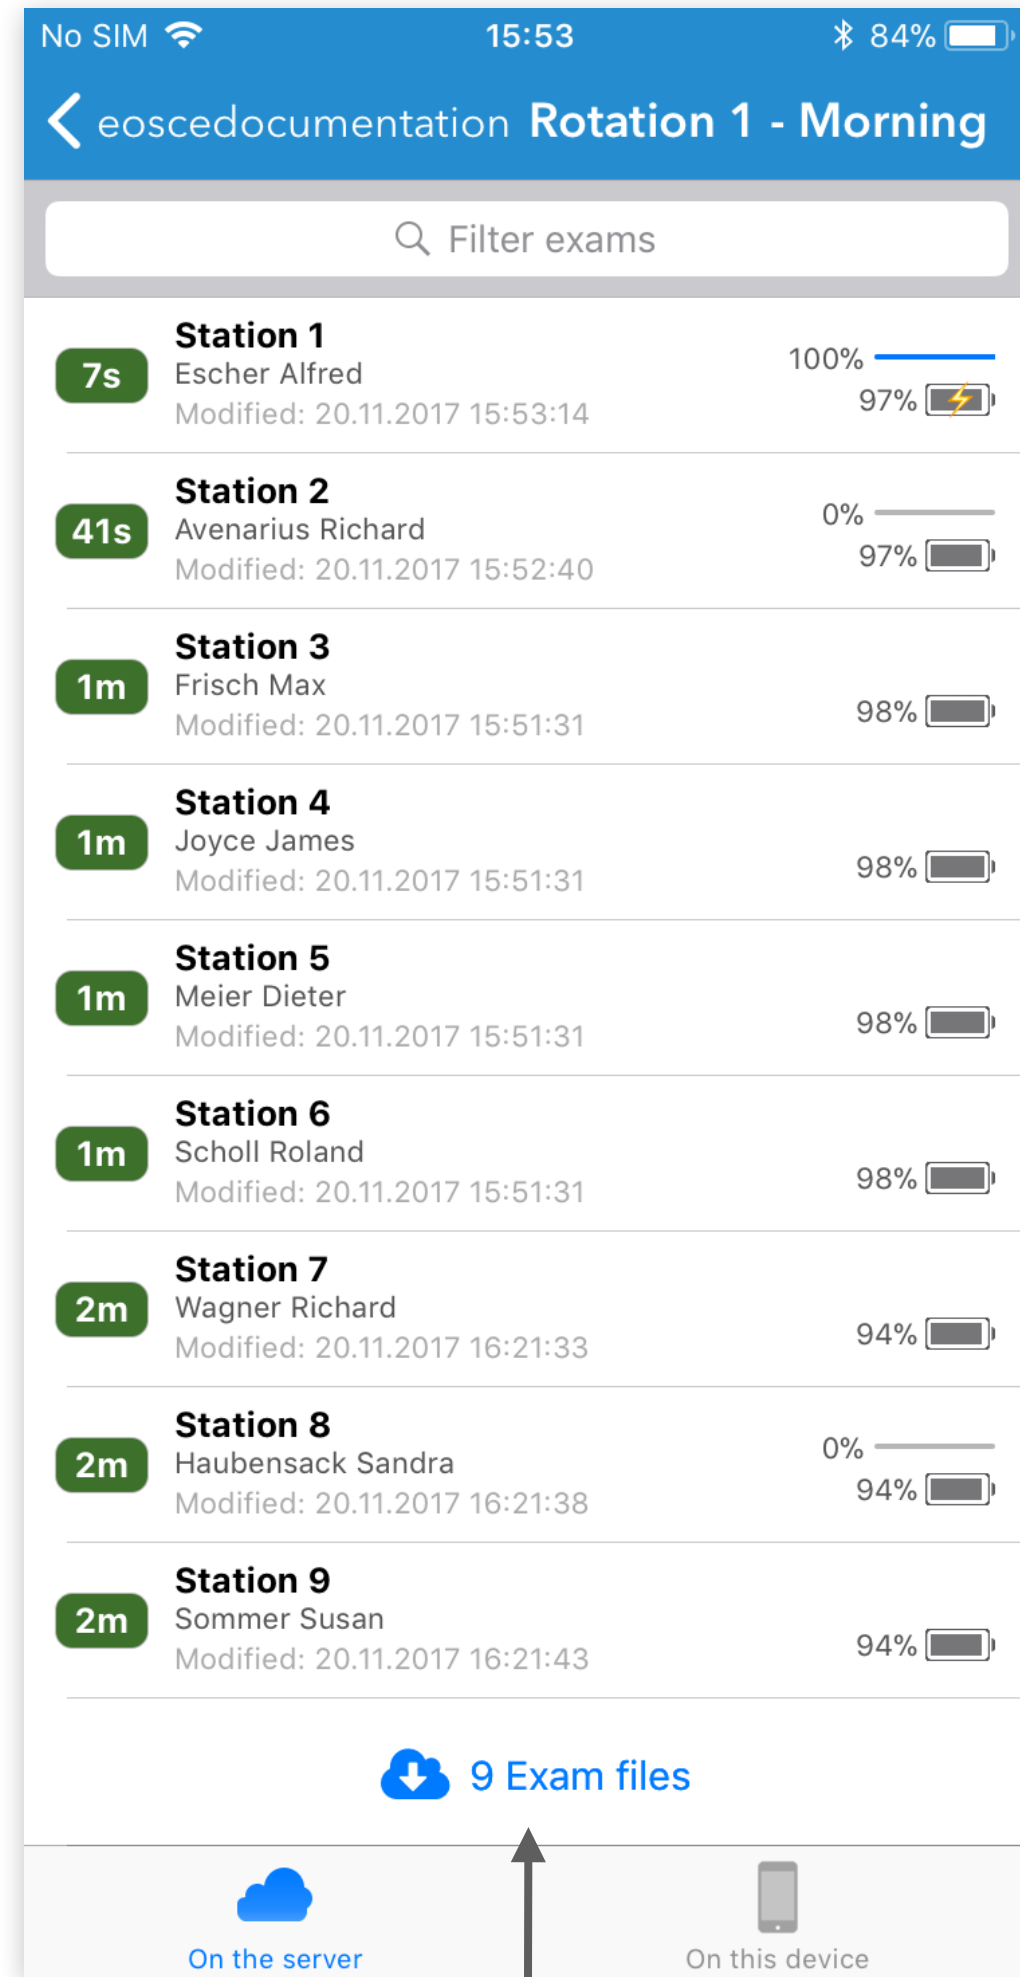 No SIM 15:53 84%
eoscedocumentation Rotation 1 - Morning
Filter exams
Station 1
7s Escher Alfred 100%
Modified: 20.11.2017 15:53:14 97%
Station 2
41s Avenarius Richard 0%
Modified: 20.11.2017 15:52:40 97%
Station 3
1m Frisch Max
Modified: 20.11.2017 15:51:31 98%
Station 4
1m Joyce James
Modified: 20.11.2017 15:51:31 98%
Station 5
1m Meier Dieter
Modified: 20.11.2017 15:51:31 98%
Station 6
1m Scholl Roland
Modified: 20.11.2017 15:51:31 98%
Station 7
2m Wagner Richard
Modified: 20.11.2017 16:21:33 94%
Station 8
2m Haubensack Sandra 0%
Modified: 20.11.2017 16:21:38 94%
Station 9
2m Sommer Susan
Modified: 20.11.2017 16:21:43 94%
9 Exam files
On the server On this device